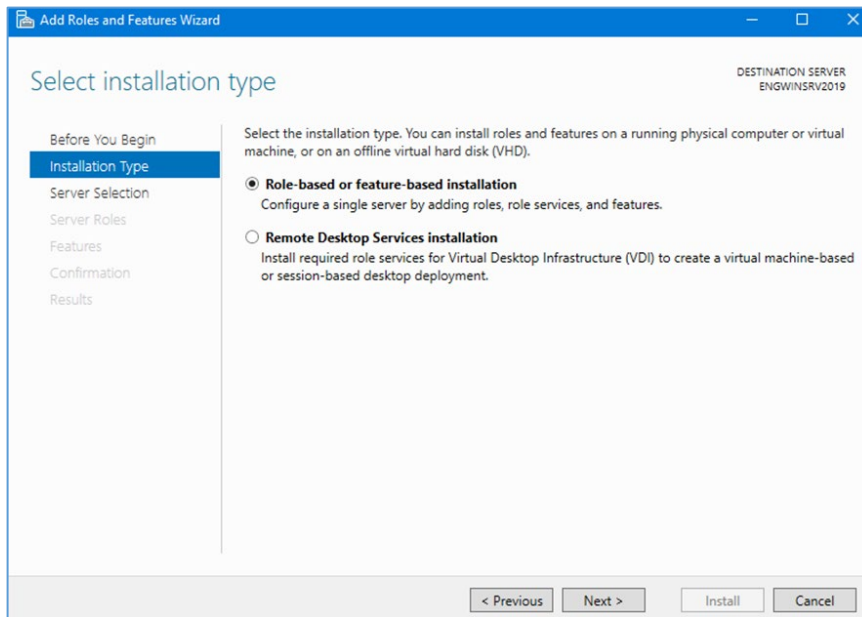 Add Roles and Features Wizard
Select installation type
DESTINATION SERVER
ENGWINSRV2019
Before You Begin
Installation Type
Server Selection
Server Roles
Features
Confirmation
Results
Select the installation type. You can install roles and features on a running physical computer or virtual
machine, or on an offline virtual hard disk (VHD).
Role-based or feature-based installation
Configure a single server by adding roles, role services, and features.
Remote Desktop Services installation
Install required role services for Virtual Desktop Infrastructure (VDI) to create a virtual machine-based
or session-based desktop deployment.
< Previous
Next >
Install
Cancel